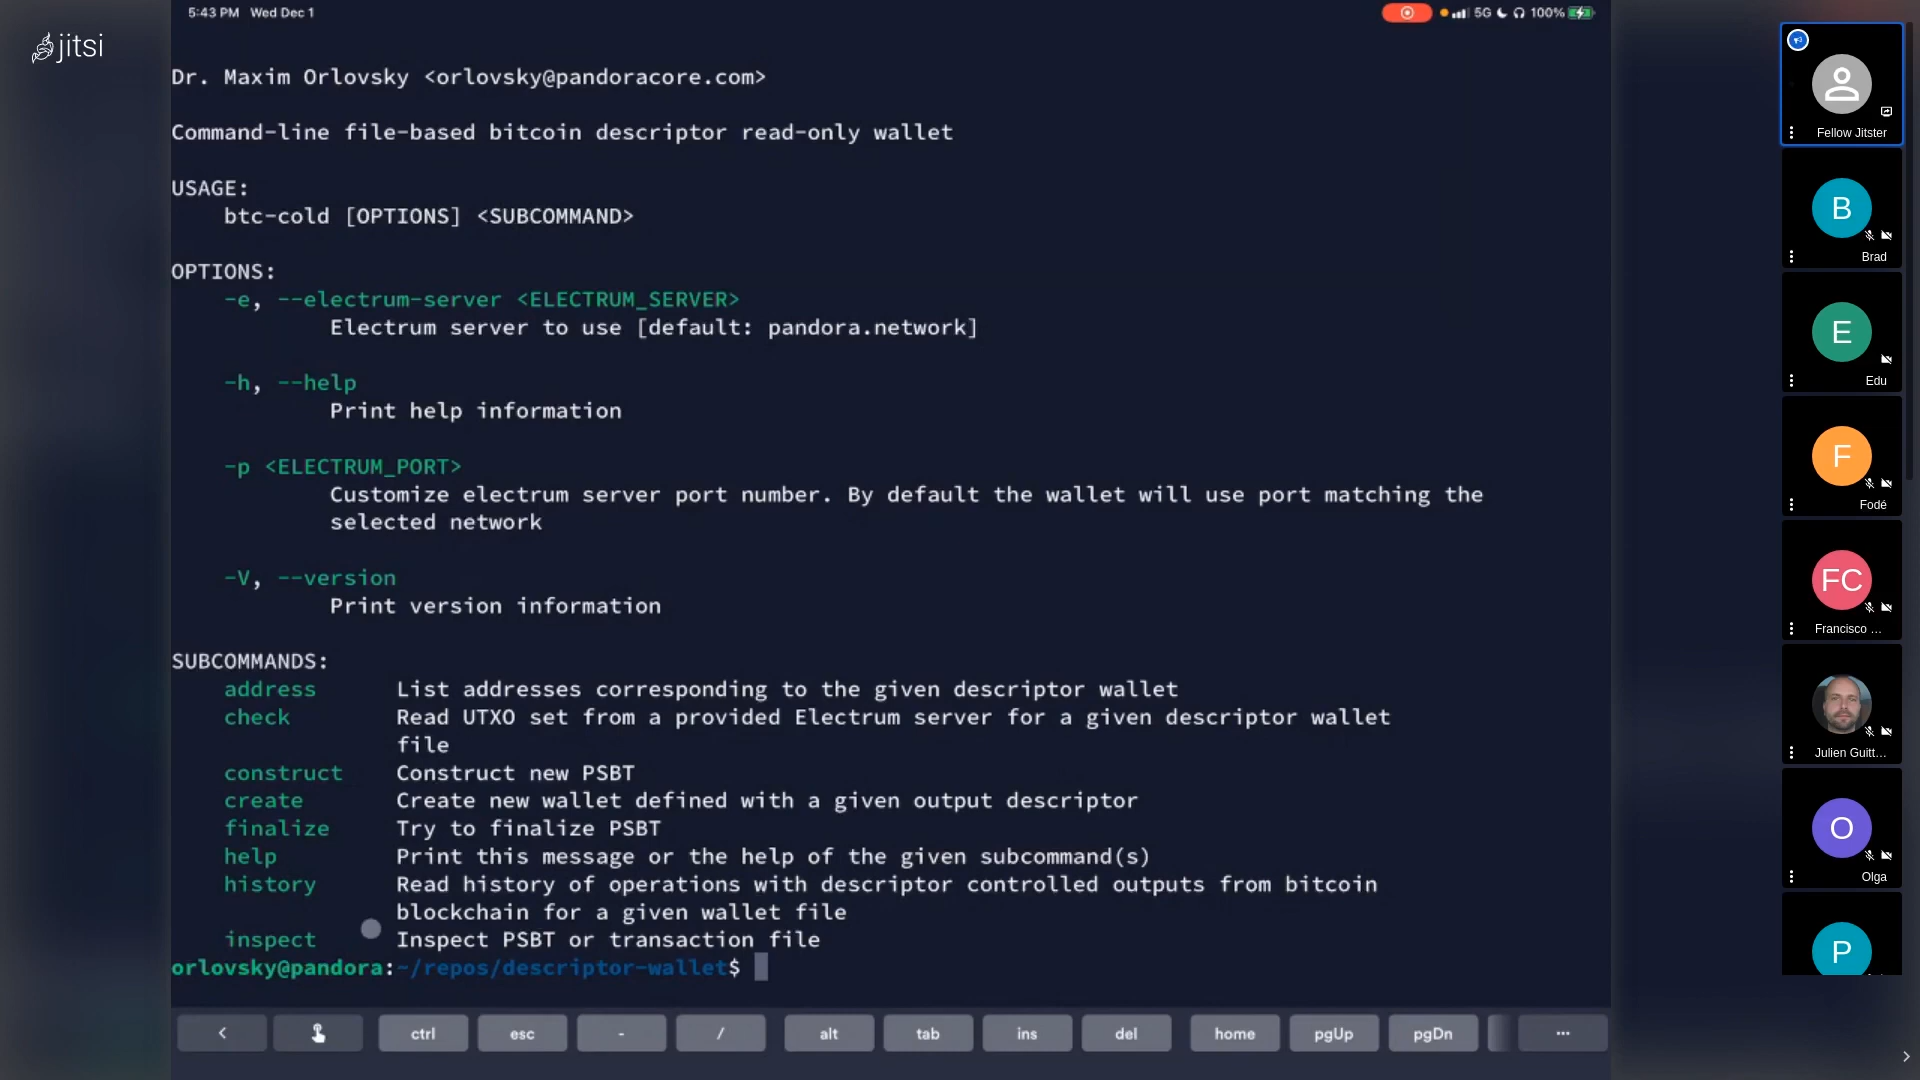 5:43 PM Wed Dec 1
5G 100%
jitsi
Dr. Maxim Orlovsky <orlovsky@pandoracore.com>
Command-line file-based bitcoin descriptor read-only wallet
USAGE:
btc-cold [OPTIONS] <SUBCOMMAND>
OPTIONS:
-e, --electrum-server <ELECTRUM_SERVER>
Electrum server to use [default: pandora.network]
-h, --help
Print help information
-p <ELECTRUM_PORT>
Customize electrum server port number. By default the wallet will use port matching the
selected network
-V, --version
Print version information
SUBCOMMANDS:
address List addresses corresponding to the given descriptor wallet
check Read UTXO set from a provided Electrum server for a given descriptor wallet
file
construct Construct new PSBT
create Create new wallet defined with a given output descriptor
finalize Try to finalize PSBT
help Print this message or the help of the given subcommand(s)
history Read history of operations with descriptor controlled outputs from bitcoin
blockchain for a given wallet file
inspect Inspect PSBT or transaction file
orlovsky@pandora:~/repos/descriptor-wallet$
< ctrl esc - / alt tab ins del home pgUp pgDn ...
Fellow Jitster
B
Brad
E
Edu
F
Fodé
FC
Francisco ...
Julien Guitt...
O
Olga
P